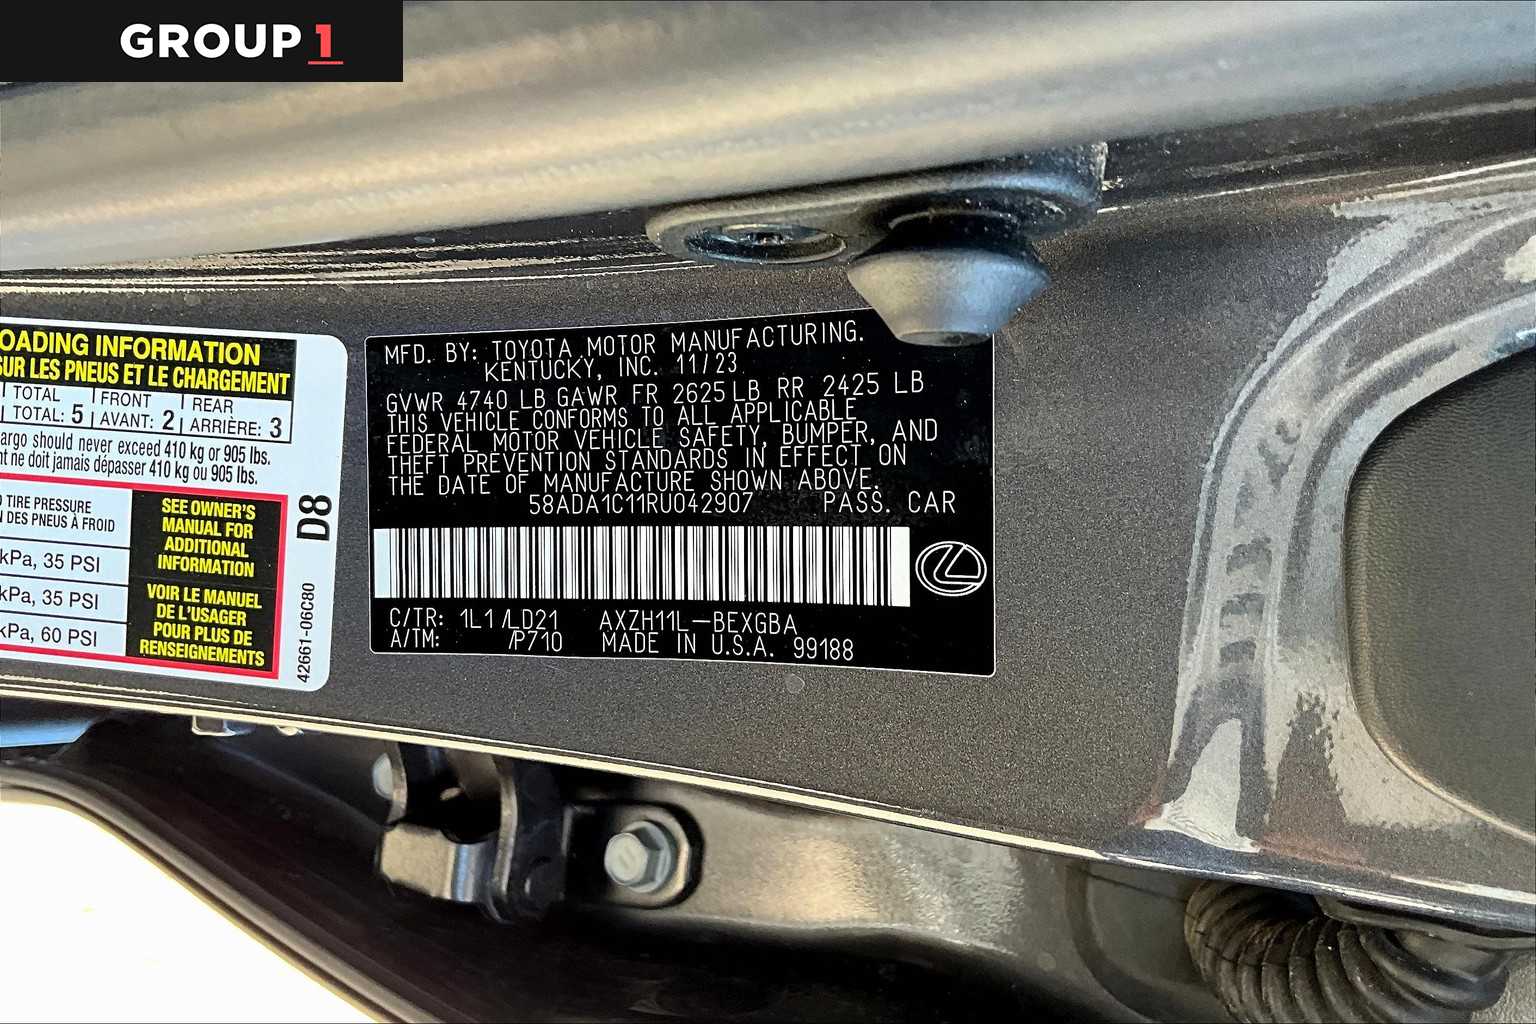 GROUP 1
OADING INFORMATION
SUR LES PNEUS ET LE CHARGEMENT
TOTAL FRONT REAR
TOTAL: 5 AVANT: 2 ARRIÈRE: 3
argo should never exceed 410 kg or 905 lbs.
nt ne doit jamais dépasser 410 kg ou 905 lbs.
TIRE PRESSURE
DES PNEUS À FROID
kPa, 35 PSI
kPa, 35 PSI
kPa, 60 PSI
SEE OWNER'S
MANUAL FOR
ADDITIONAL
INFORMATION
VOIR LE MANUEL
DE L'USAGER
POUR PLUS DE
RENSEIGNEMENTS
D8
42661-06C80
MFD. BY: TOYOTA MOTOR MANUFACTURING.
KENTUCKY, INC. 11/23
GVWR 4740 LB GAWR FR 2625 LB RR 2425 LB
THIS VEHICLE CONFORMS TO ALL APPLICABLE
FEDERAL MOTOR VEHICLE SAFETY, BUMPER, AND
THEFT PREVENTION STANDARDS IN EFFECT ON
THE DATE OF MANUFACTURE SHOWN ABOVE.
58ADA1C11RU042907 PASS. CAR
C/TR: 1L1/LD21 AXZH11L-BEXGBA
A/TM: /P710 MADE IN U.S.A. 99188